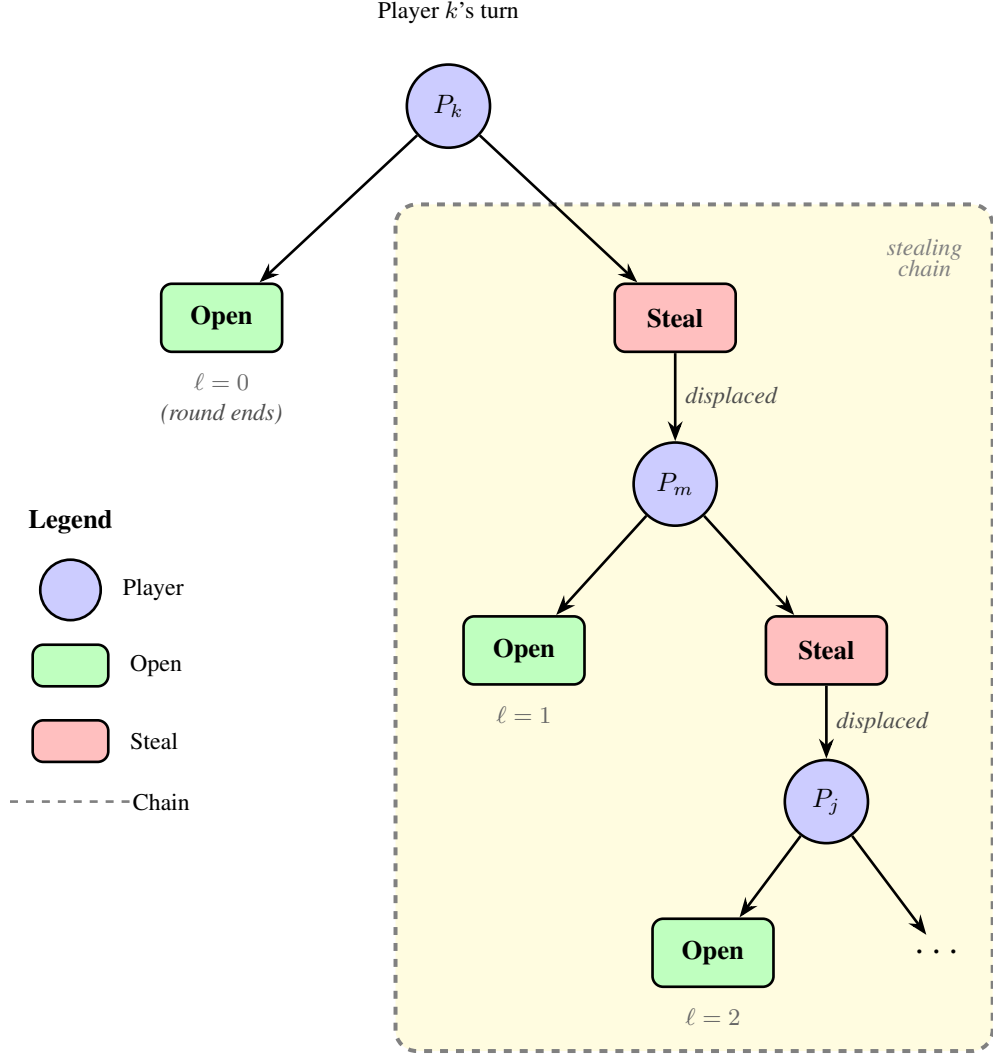 Player k’s turn
P_k
stealing
chain
Open
Steal
ℓ = 0
(round ends)
displaced
P_m
Legend
Player
Open
Steal
Chain
Open
Steal
ℓ = 1
displaced
P_j
Open
. . .
ℓ = 2